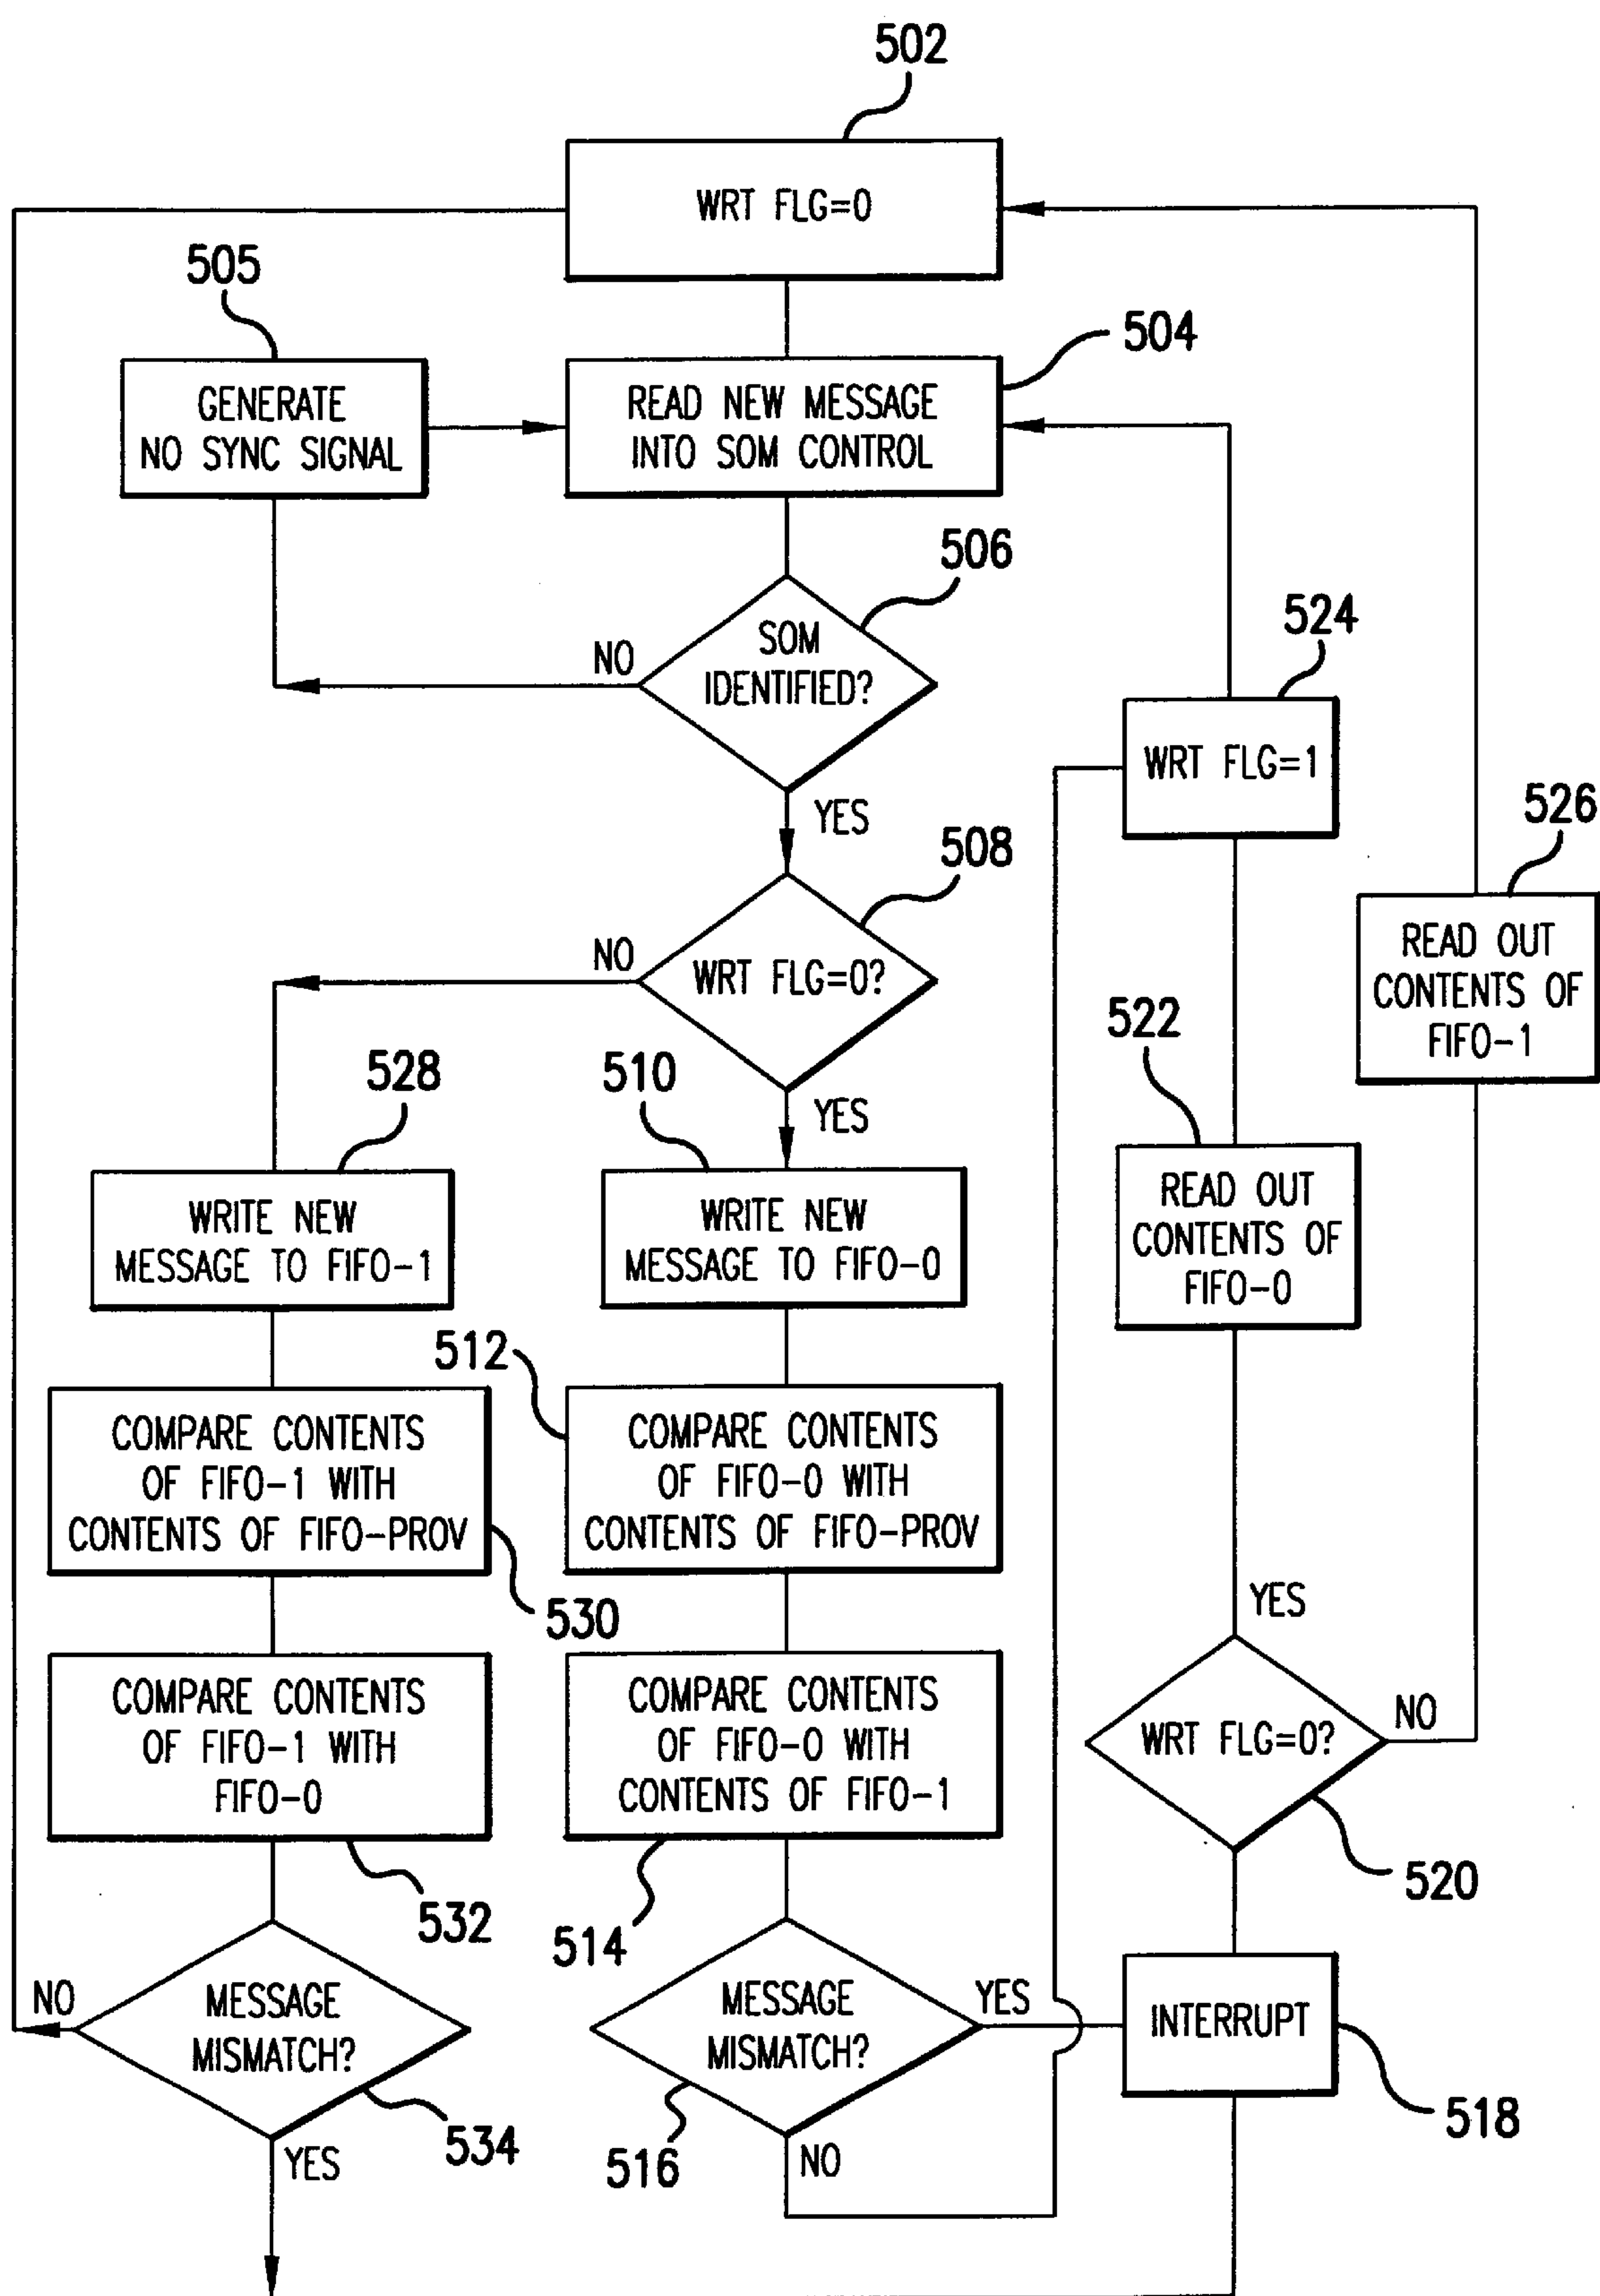 502
WRT FLG=0
505
504
GENERATE
NO SYNC SIGNAL
READ NEW MESSAGE
INTO SOM CONTROL
506
SOM
IDENTIFIED?
NO
YES
524
WRT FLG=1
526
READ OUT
CONTENTS OF
FIFO-1
508
WRT FLG=0?
NO
YES
522
READ OUT
CONTENTS OF
FIFO-0
528
WRITE NEW
MESSAGE TO FIFO-1
510
WRITE NEW
MESSAGE TO FIFO-0
512
COMPARE CONTENTS
OF FIFO-1 WITH
CONTENTS OF FIFO-PROV
530
COMPARE CONTENTS
OF FIFO-0 WITH
CONTENTS OF FIFO-PROV
YES
WRT FLG=0?
NO
520
COMPARE CONTENTS
OF FIFO-1 WITH
FIFO-0
532
COMPARE CONTENTS
OF FIFO-0 WITH
CONTENTS OF FIFO-1
514
NO
MESSAGE
MISMATCH?
534
YES
MESSAGE
MISMATCH?
516
YES
NO
INTERRUPT
518